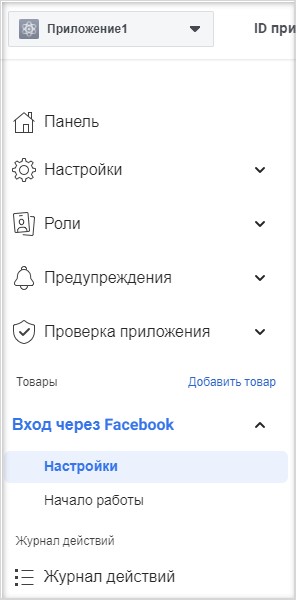 Приложение1
ID при
Панель
Настройки
Роли
Предупреждения
Проверка приложения
Товары Добавить товар
Вход через Facebook
Настройки
Начало работы
Журнал действий
Журнал действий